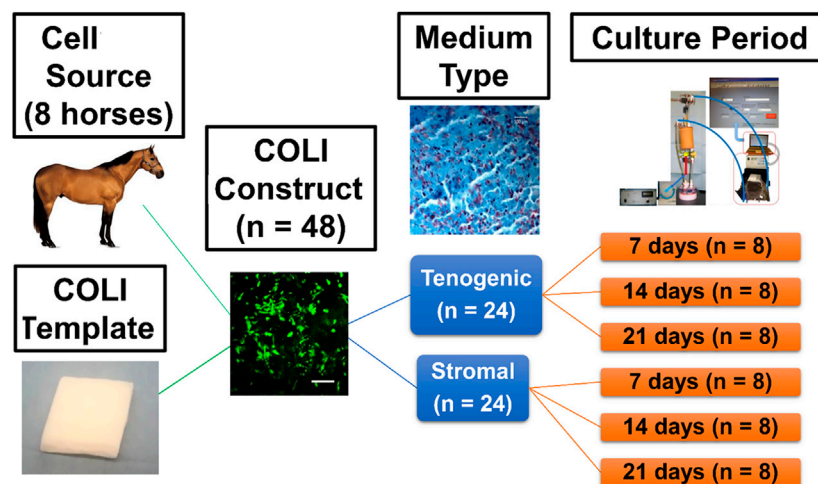 Cell
Source
(8 horses)
COLI
Template
COLI
Construct
(n = 48)
Medium
Type
Tenogenic
(n = 24)
Stromal
(n = 24)
Culture Period
7 days (n = 8)
14 days (n = 8)
21 days (n = 8)
7 days (n = 8)
14 days (n = 8)
21 days (n = 8)